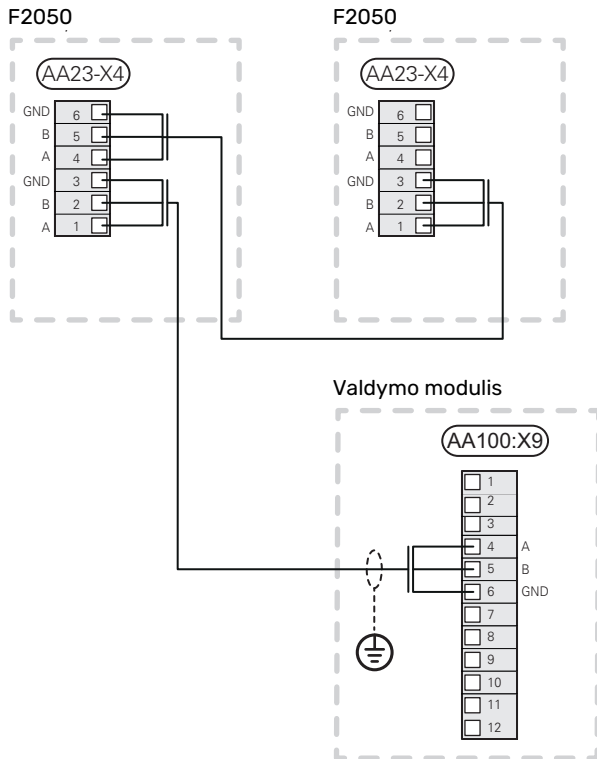 F2050
F2050
AA23-X4
AA23-X4
GND 6
B 5
A 4
GND 3
B 2
A 1
GND 6
B 5
A 4
GND 3
B 2
A 1
Valdymo modulis
AA100:X9
1
2
3
4 A
5 B
6 GND
7
8
9
10
11
12